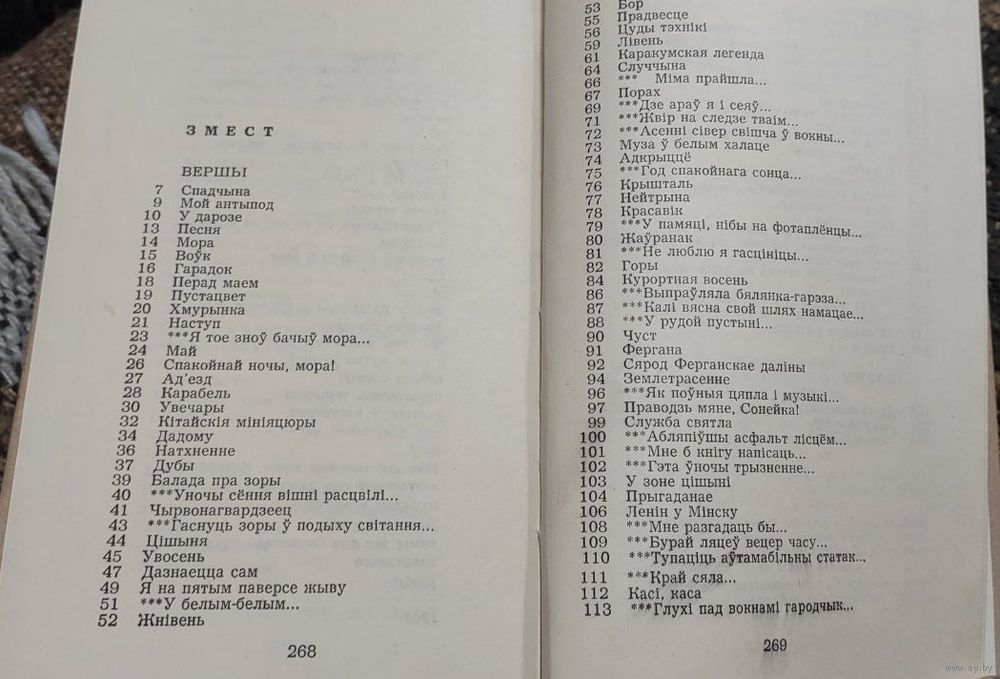 ЗМЕСТ
ВЕРШЫ
7 Спадчына
9 Мой антыпод
10 У дарозе
13 Песня
14 Мора
15 Воўк
16 Гарадок
18 Перад маем
19 Пустацвет
20 Хмурынка
21 Наступ
23 ***Я тое зноў бачыў мора...
24 Май
26 Спакойнай ночы, мора!
27 Ад'езд
28 Карабель
30 Увечары
32 Кітайскія мініяцюры
34 Дадому
36 Натхненне
37 Дубы
39 Балада пра зоры
40 ***Уночы сёння вішні расцвілі...
41 Чырвонагвардзеец
43 ***Гаснуць зоры ў подыху світання...
44 Цішыня
45 Увосень
47 Дазнаецца сам
49 Я на пятым паверсе жыву
51 ***У белым-белым...
52 Жнівень
268
53 Бор
55 Прадвесце
56 Цуды тэхнікі
59 Лівень
61 Каракумская легенда
64 Случчына
66 *** Міма прайшла...
67 Порах
69 ***Дзе араў я і сеяў...
71 ***Жвір на следзе тваім...
72 ***Асенні сівер свішча ў вокны...
73 Муза ў белым халаце
74 Адкрыццё
75 ***Год спакойнага сонца...
76 Крышталь
77 Нейтрына
78 Красавік
79 ***У памяці, нібы на фотаплёнцы...
80 Жаўранак
81 ***Не люблю я гасцініцы...
82 Горы
84 Курортная восень
86 ***Выпраўляла бялянка-гарэза...
87 ***Калі вясна свой шлях намацае...
88 ***У рудой пустыні...
90 Чуст
91 Фергана
92 Сярод Ферганскае даліны
94 Землетрасенне
96 ***Як поўныя цяпла і музыкі...
97 Праводзь мяне, Сонейка!
99 Служба святла
100 ***Абляпіўшы асфальт лісцём...
101 ***Мне б кнігу напісаць...
102 ***Гэта ўночы трызненне...
103 У зоне цішыні
104 Прыгаданае
106 Ленін у Мінску
108 ***Мне разгадаць бы...
109 ***Бурай ляцеў вецер часу...
110 ***Тупаціць аўтамабільны статак...
111 ***Край сяла...
112 Касі, каса
113 ***Глухі пад вокнамі гародчык...
269
www.ay.by